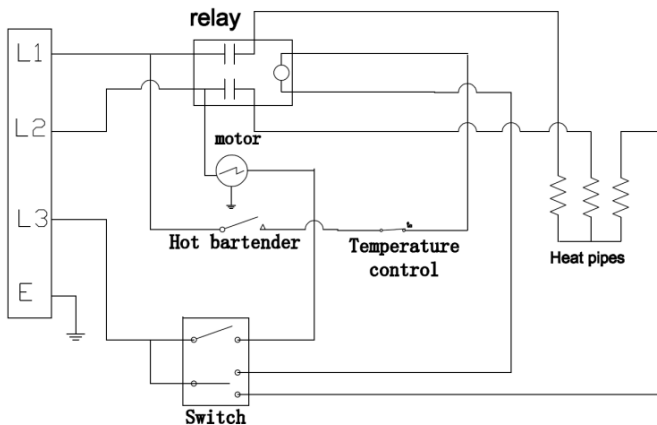 relay
L1
L2
motor
L3
Hot bartender
Temperature
control
Heat pipes
E
Switch